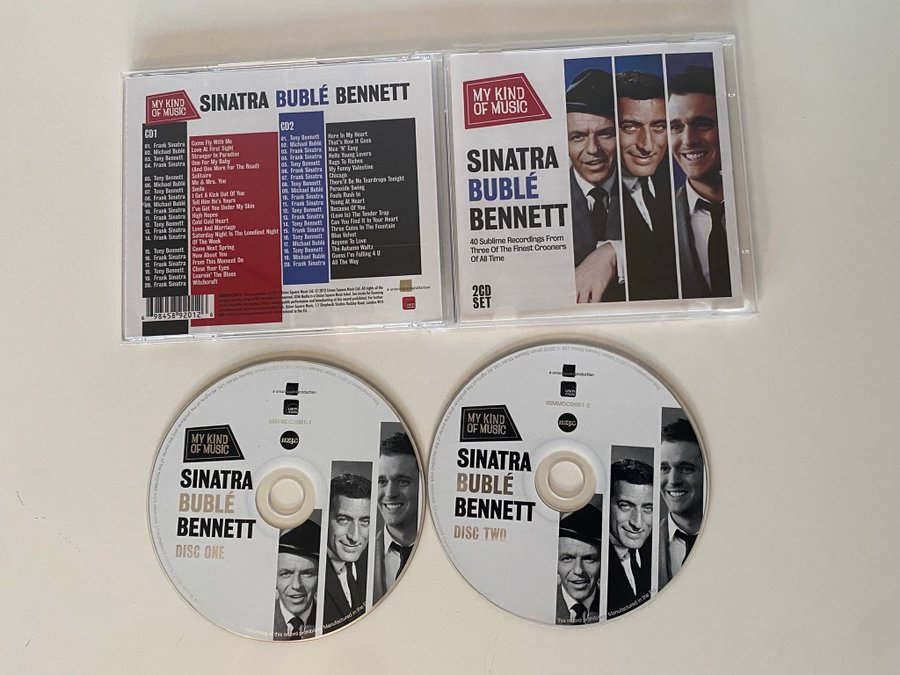 MY KIND
OF MUSIC
SINATRA BUBLÉ BENNETT
CD1
01. Frank Sinatra Come Fly With Me
02. Michael Bublé Love At First Sight
03. Tony Bennett Stranger In Paradise
04. Frank Sinatra One For My Baby
(And One More For The Road)
05. Tony Bennett Solitaire
06. Michael Bublé Me & Mrs. You
07. Tony Bennett Smile
08. Frank Sinatra I Get A Kick Out Of You
09. Tony Bennett Tell Him He's Yours
10. Frank Sinatra I've Got You Under My Skin
11. Frank Sinatra High Hopes
12. Tony Bennett Cold Cold Heart
13. Frank Sinatra Love And Marriage
14. Frank Sinatra Saturday Night Is The Loneliest Night
Of The Week
15. Tony Bennett Come Next Spring
How About You
From This Moment On
Close Your Eyes
19. Frank Sinatra Learnin' The Blues
20. Frank Sinatra Witchcraft
CD2
01. Tony Bennett Here In My Heart
02. Michael Bublé That's How It Goes
03. Frank Sinatra Nice 'N' Easy
04. Frank Sinatra Hello Young Lovers
05. Tony Bennett Rags To Riches
06. Frank Sinatra My Funny Valentine
07. Frank Sinatra Chicago
08. Tony Bennett There'll Be No Teardrops Tonight
09. Michael Bublé Peroxide Swing
10. Frank Sinatra Fools Rush In
11. Frank Sinatra Young At Heart
12. Tony Bennett Because Of You
13. Frank Sinatra (Love Is) The Tender Trap
14. Tony Bennett Can You Find It In Your Heart
15. Frank Sinatra Three Coins In The Fountain
16. Tony Bennett Blue Velvet
17. Michael Bublé Anyone To Love
18. Tony Bennett The Autumn Waltz
19. Michael Bublé Guess I'm Falling 4 U
20. Frank Sinatra All The Way
6 98458 92012 6
MY KIND
OF MUSIC
SINATRA
BUBLÉ
BENNETT
40 Sublime Recordings From
Three Of The Finest Crooners
Of All Time
2CD
SET
MY KIND
OF MUSIC
SINATRA
BUBLÉ
BENNETT
DISC ONE
USMMDCD001-2
MY KIND
OF MUSIC
SINATRA
BUBLÉ
BENNETT
DISC TWO